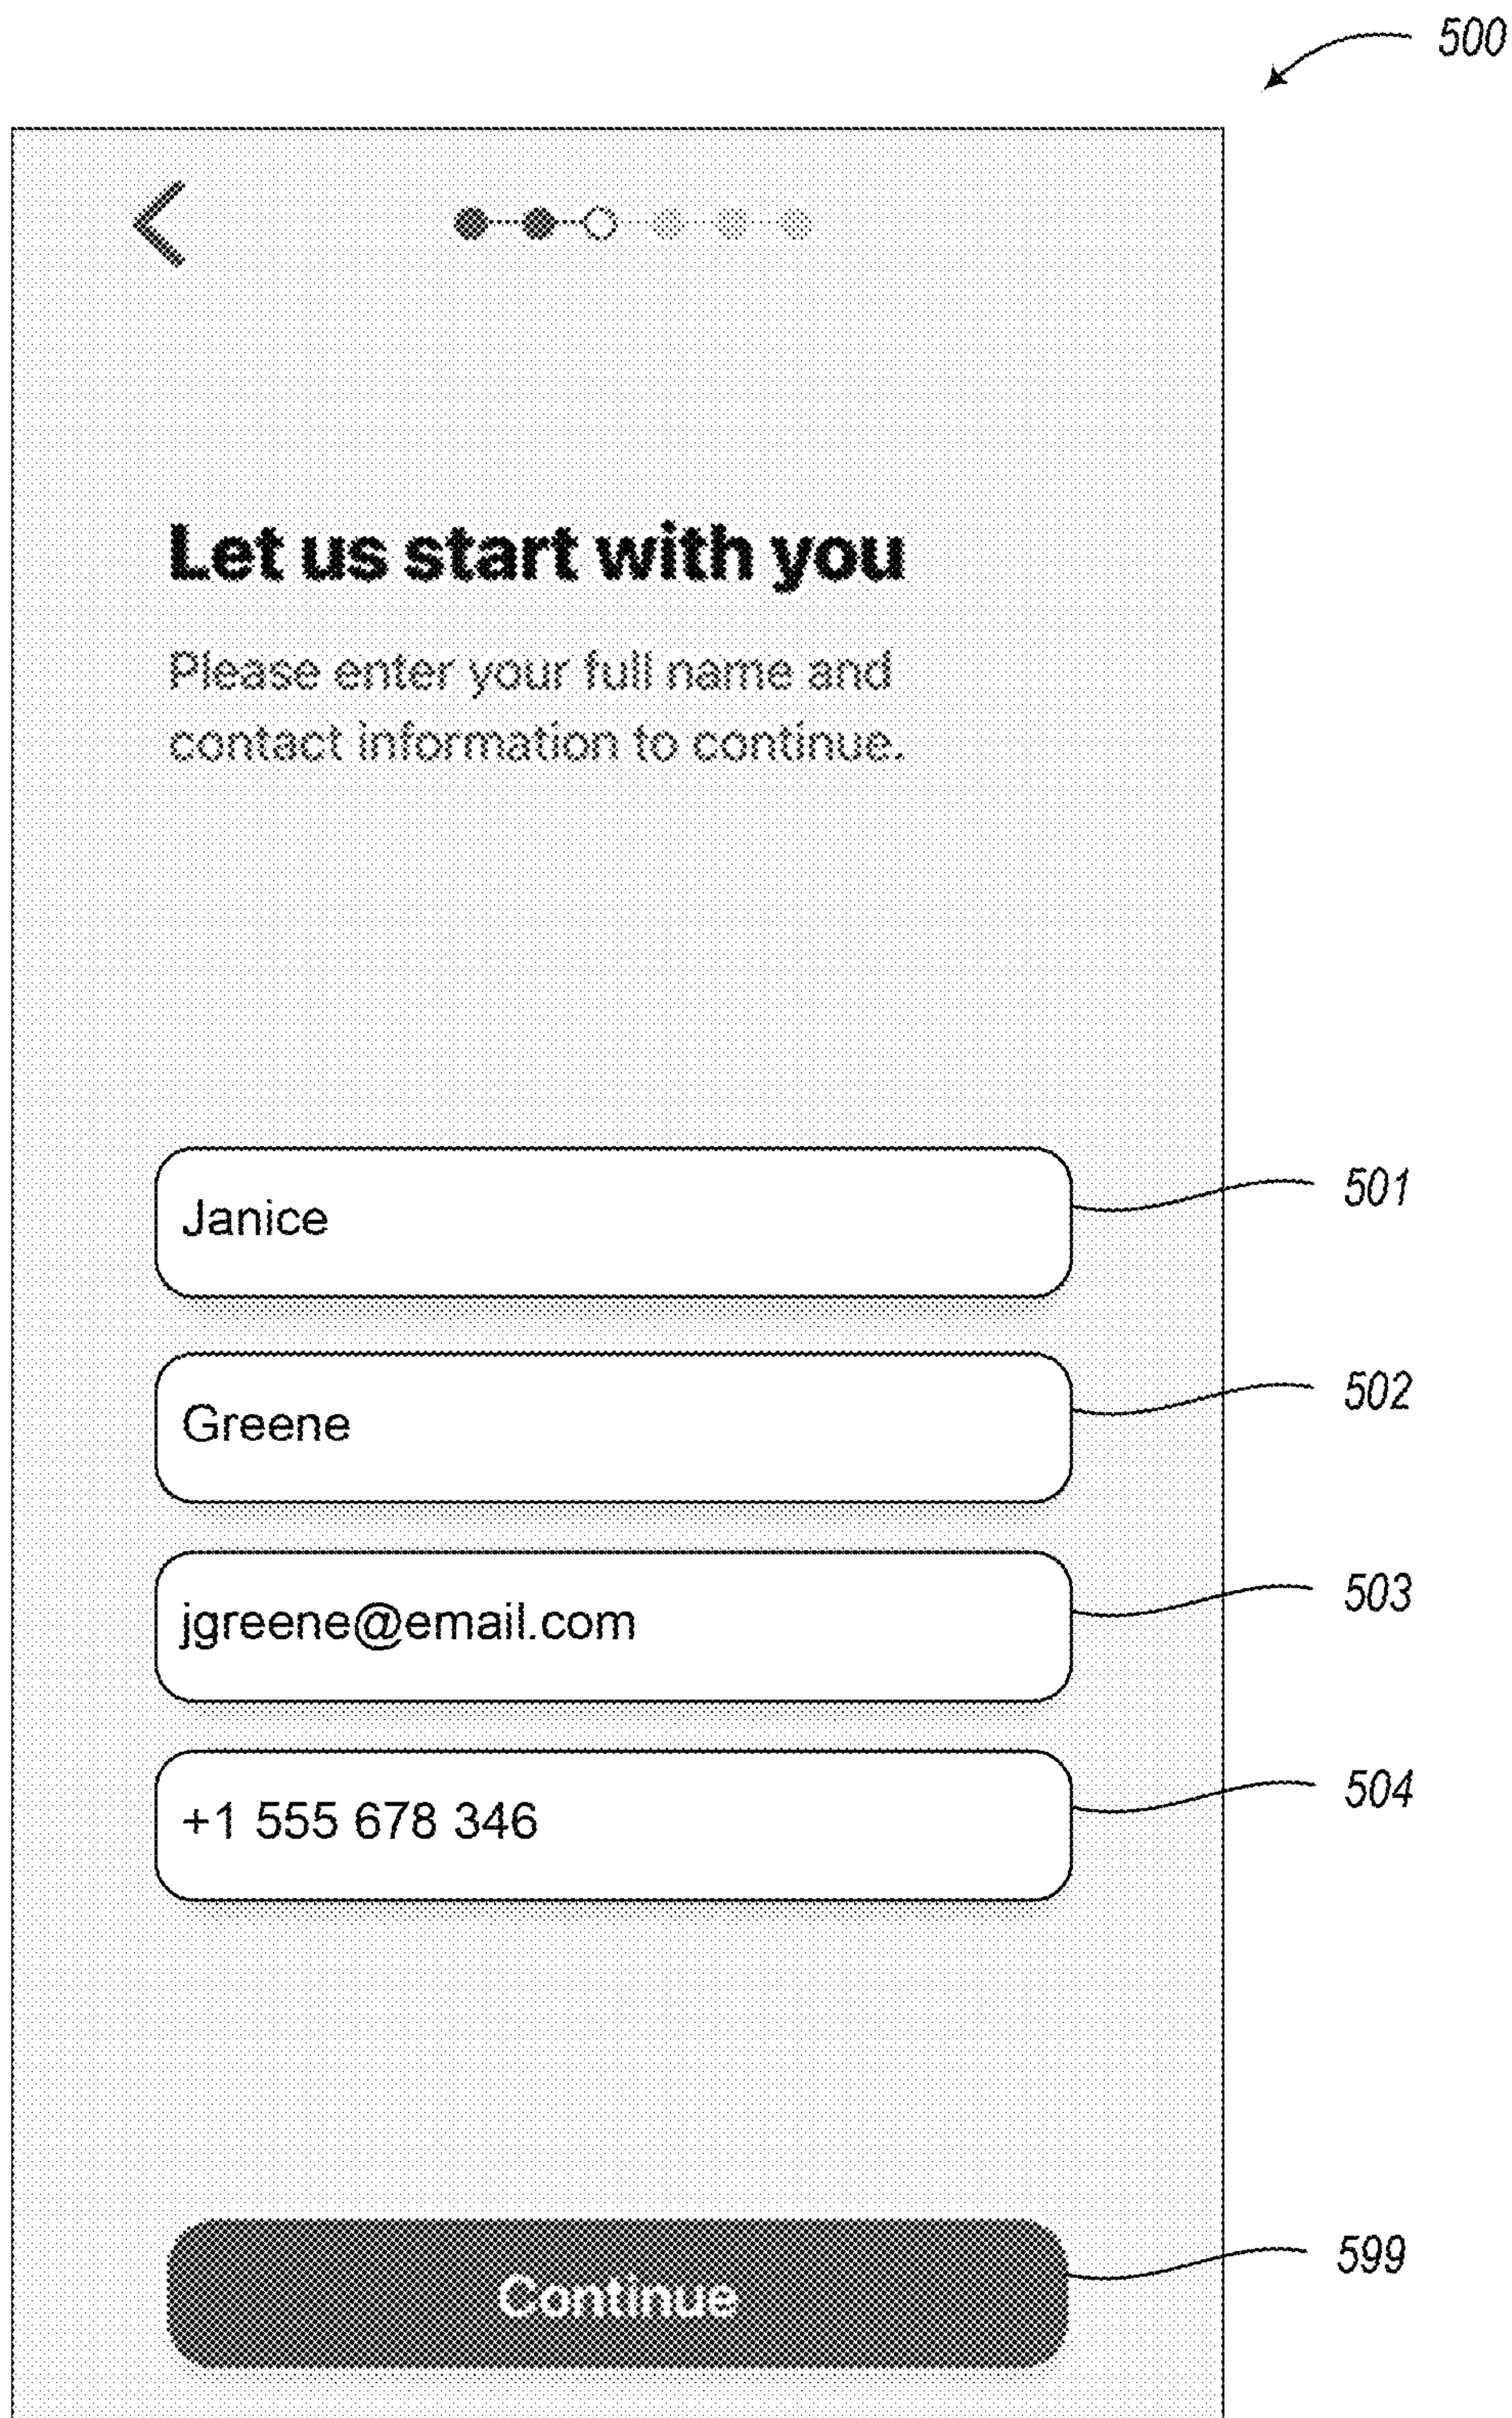 500
Let us start with you
Please enter your full name and
contact information to continue.
Janice
501
Greene
502
jgreene@email.com
503
+1 555 678 346
504
Continue
599